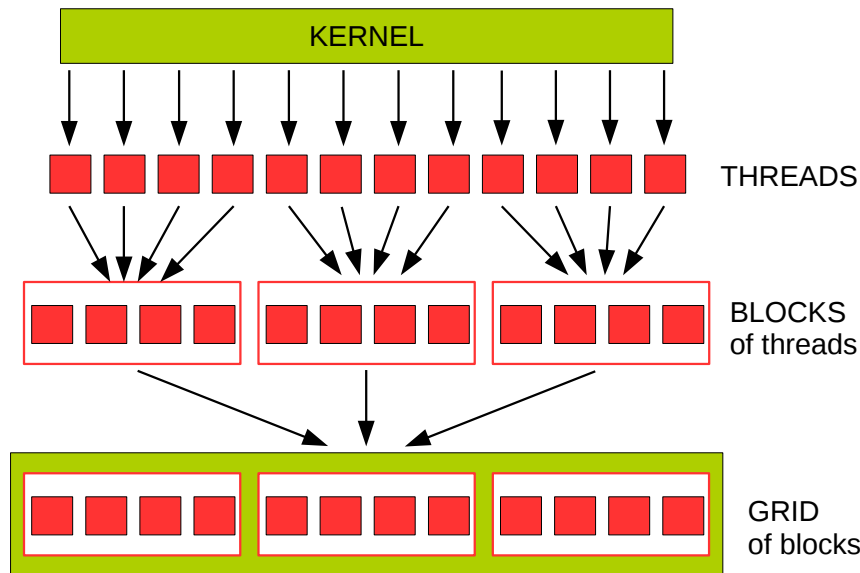 KERNEL
THREADS
BLOCKS
of threads
GRID
of blocks